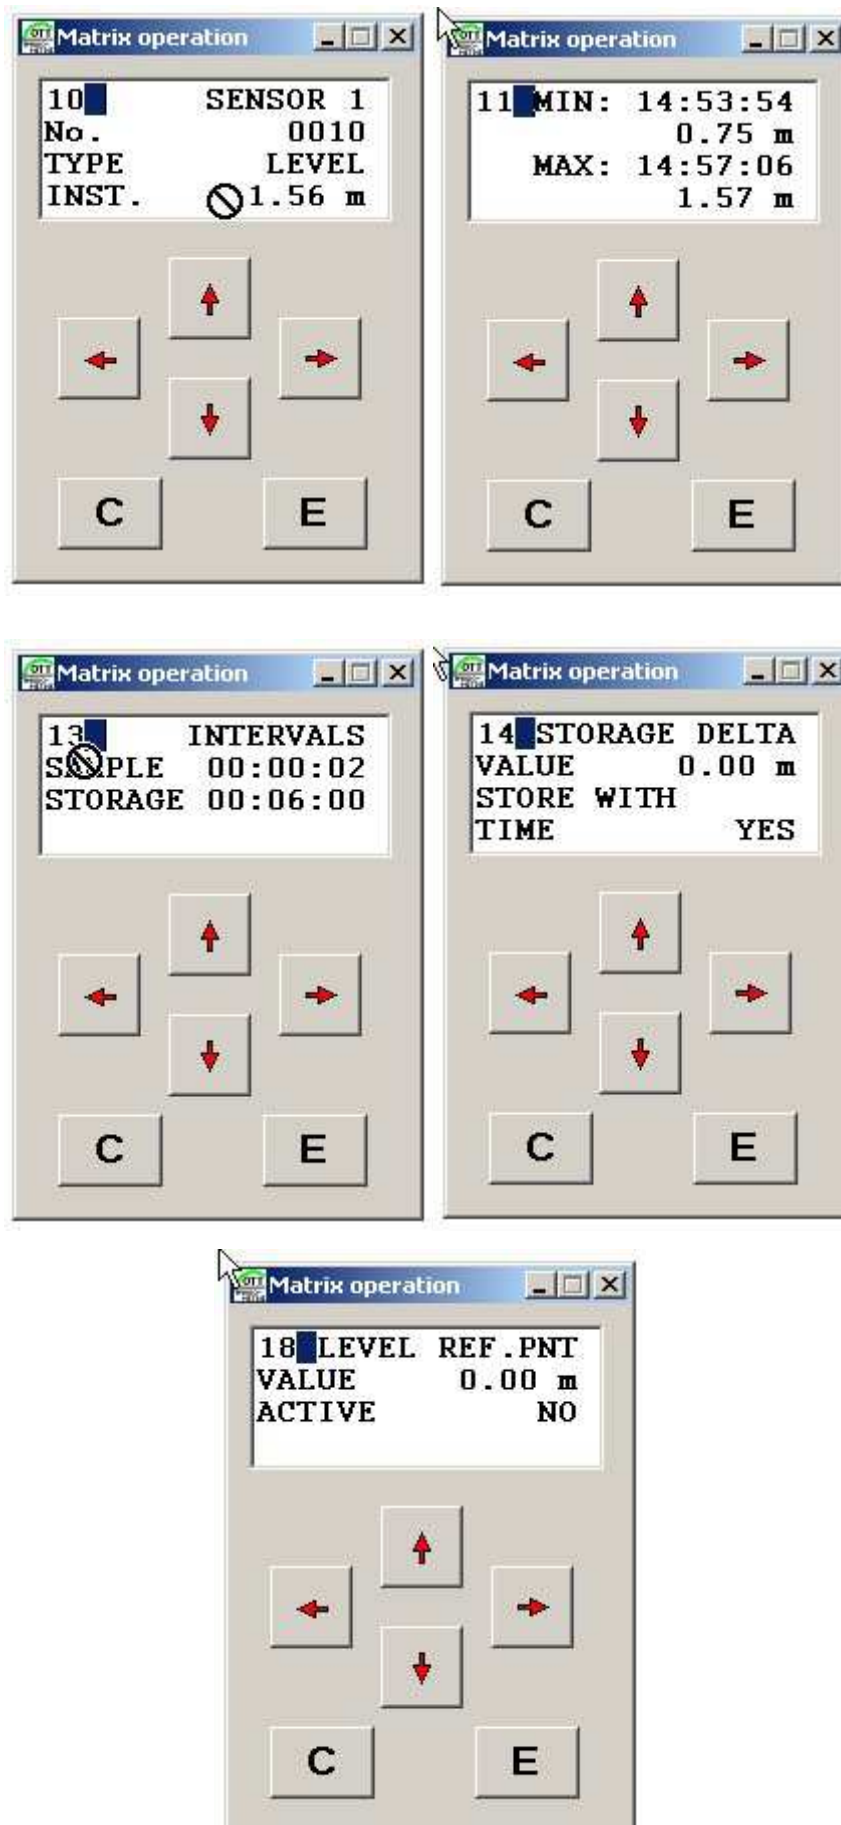 Matrix operation
10 SENSOR 1
No. 0010
TYPE LEVEL
INST. 1.56 m
C E
Matrix operation
11 MIN: 14:53:54
0.75 m
MAX: 14:57:06
1.57 m
C E
Matrix operation
13 INTERVALS
SAMPLE 00:00:02
STORAGE 00:06:00
C E
Matrix operation
14 STORAGE DELTA
VALUE 0.00 m
STORE WITH
TIME YES
C E
Matrix operation
18 LEVEL REF.PNT
VALUE 0.00 m
ACTIVE NO
C E